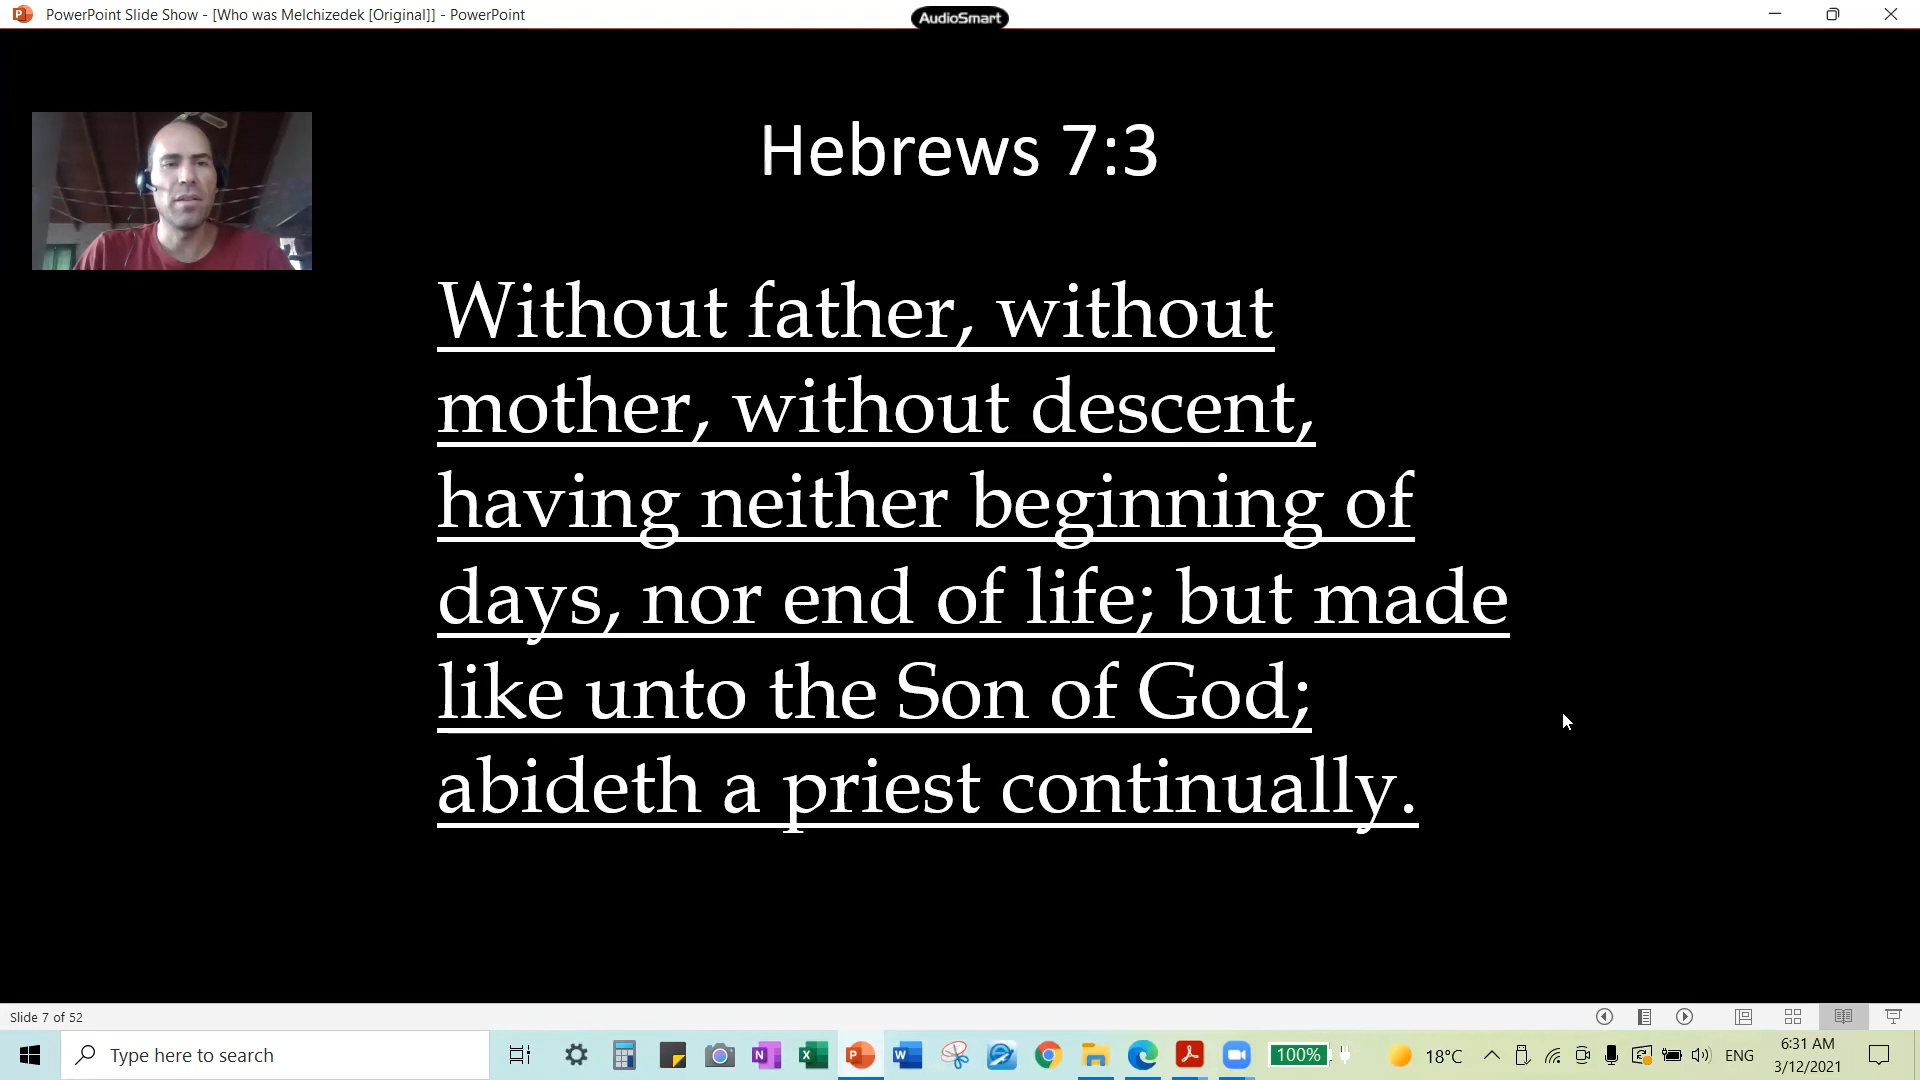 PowerPoint Slide Show - [Who was Melchizedek [Original]] - PowerPoint
AudioSmart
Hebrews 7:3
Without father, without
mother, without descent,
having neither beginning of
days, nor end of life; but made
like unto the Son of God;
abideth a priest continually.
Slide 7 of 52
Type here to search
100%
18°C
ENG
6:31 AM
3/12/2021